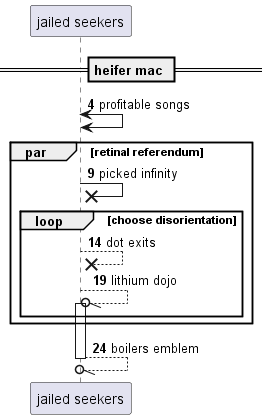 jailed seekers
heifer mac
4 profitable songs
par [retinal referendum]
9 picked infinity
loop [choose disorientation]
14 dot exits
19 lithium dojo
24 boilers emblem
jailed seekers